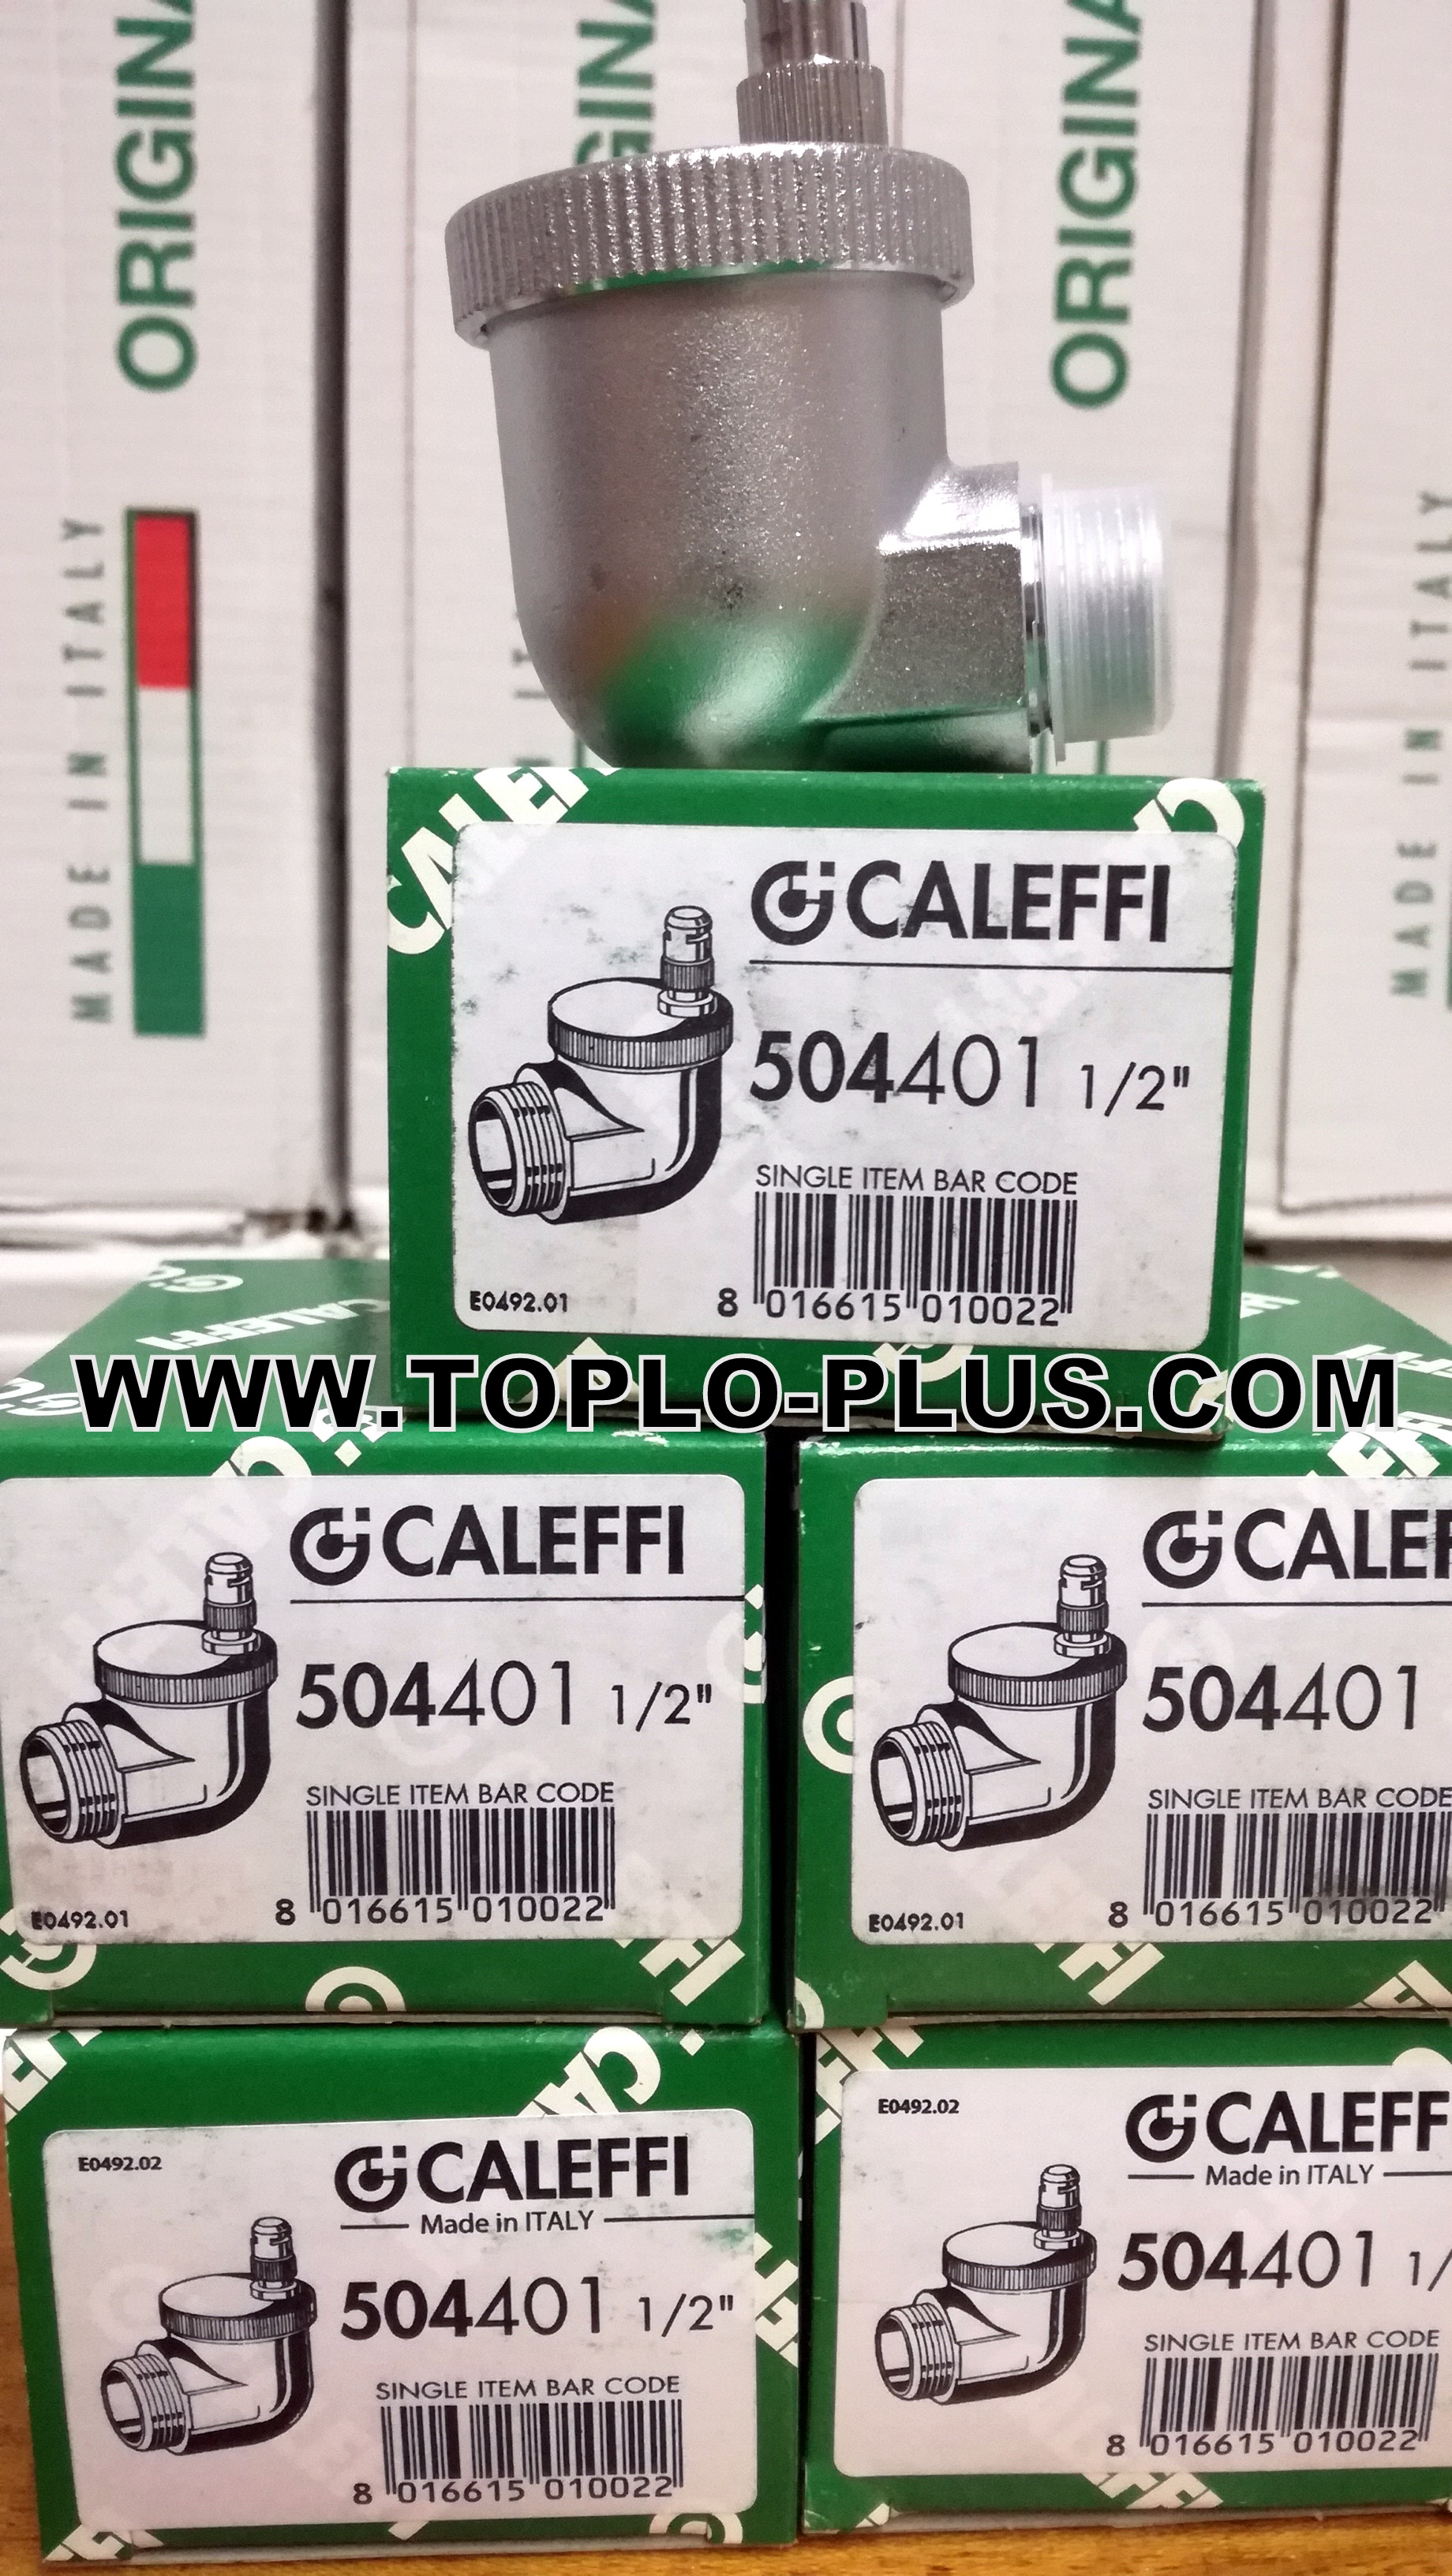 ORIGINA
ORIGINA
MADE IN ITALY
MADE IN ITALY
CALEFFI
504401 1/2"
SINGLE ITEM BAR CODE
E0492.01
8 016615 010022
CALEFFI
WWW.TOPLO-PLUS.COM
CALEFFI
504401 1/2"
SINGLE ITEM BAR CODE
E0492.01
8 016615 010022
CALEF
504401
SINGLE ITEM BAR CODE
E0492.01
8 016615 010022
E0492.02
CALEFFI
Made in ITALY
504401 1/2"
SINGLE ITEM BAR CODE
8 016615 010022
E0492.02
CALEFF
Made in ITALY
504401 1/
SINGLE ITEM BAR CODE
8 016615 010022